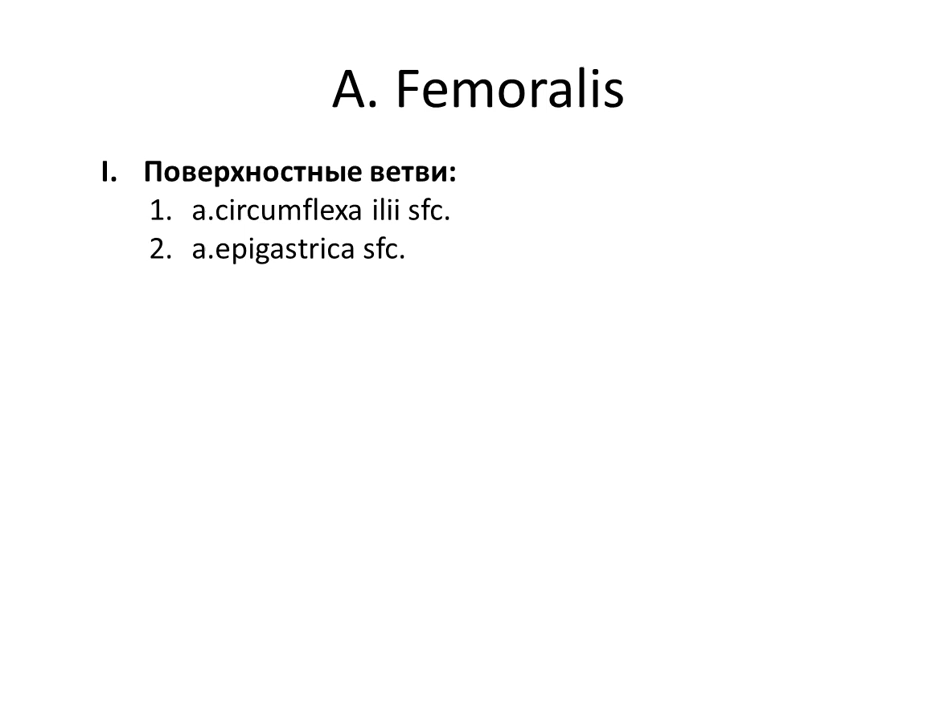 A. Femoralis
I. Поверхностные ветви:
1. a.circumflexa ilii sfc.
2. a.epigastrica sfc.